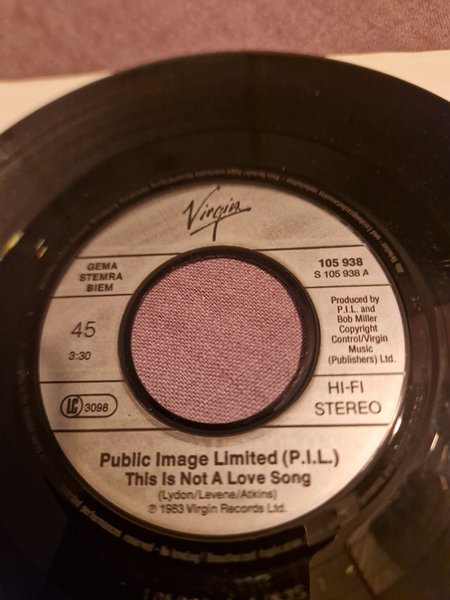 Virgin
GEMA
STEMRA
BIEM
105 938
S 105 938 A
45
3:30
Produced by
P.I.L. and
Bob Miller
Copyright
Control/Virgin
Music
(Publishers) Ltd.
LC 3098
HI-FI
STEREO
Public Image Limited (P.I.L.)
This Is Not A Love Song
(Lydon/Levene/Atkins)
℗ 1983 Virgin Records Ltd.